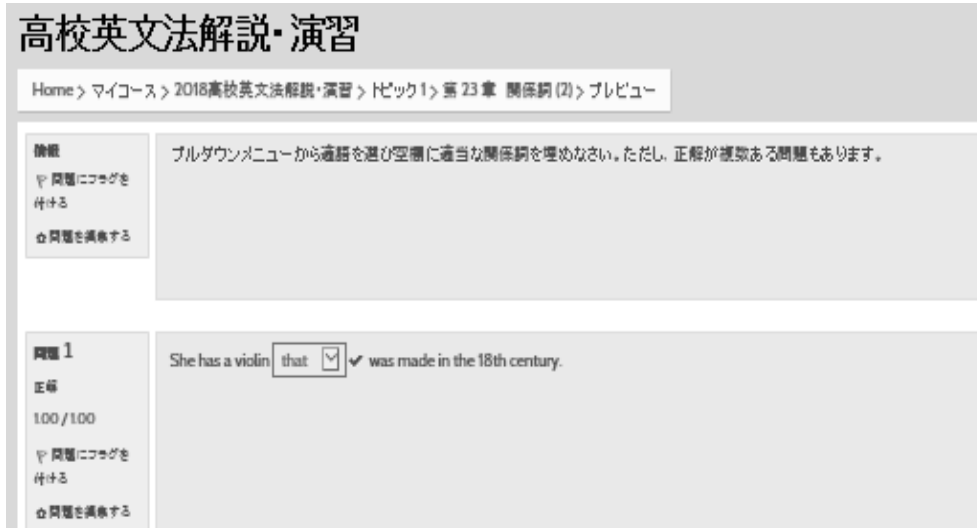 高校英文法解説・演習
Home > マイコース > 2018高校英文法解説・演習 > トピック1 > 第23章 関係詞(2) > プレビュー
情報
問題にフラグを
付ける
問題を編集する
プルダウンメニューから適語を選び空欄に適当な関係詞を埋めなさい。ただし、正解が複数ある問題もあります。
問題 1
正解
1.00 / 1.00
問題にフラグを
付ける
問題を編集する
She has a violin that was made in the 18th century.